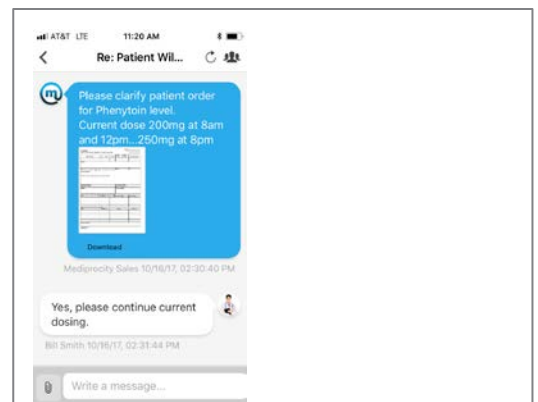 AT&T LTE 11:20 AM
Re: Patient Wil...
m
Please clarify patient order
for Phenytoin level.
Current dose 200mg at 8am
and 12pm...250mg at 8pm
Download
Mediprocity Sales 10/16/17, 02:30:40 PM
Yes, please continue current
dosing.
Bill Smith 10/16/17, 02:31:44 PM
Write a message...